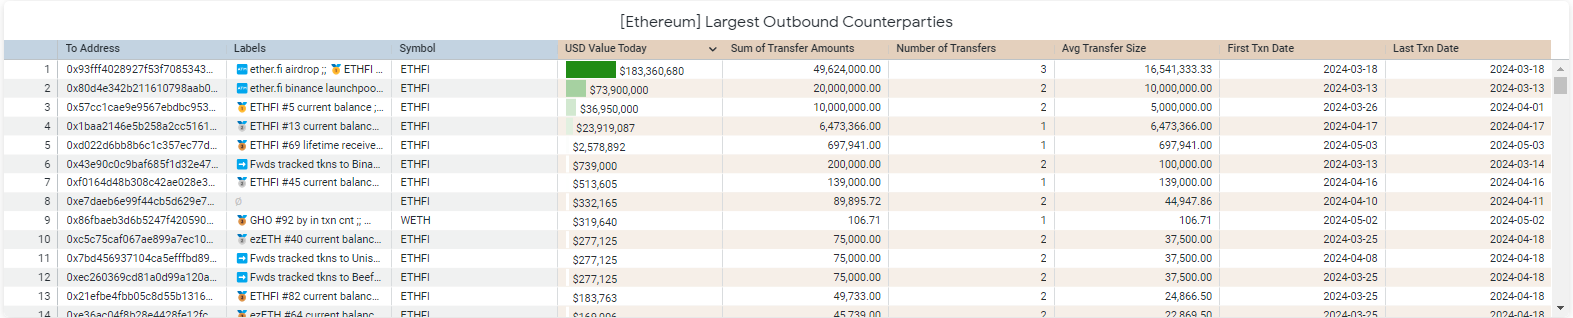 [Ethereum] Largest Outbound Counterparties
To Address Labels Symbol USD Value Today Sum of Transfer Amounts Number of Transfers Avg Transfer Size First Txn Date Last Txn Date
1 0x93fff4028927f53f7085343... ether.fi airdrop ;; ETHFI ... ETHFI $183,360,680 49,624,000.00 3 16,541,333.33 2024-03-18 2024-03-18
2 0x80d4e342b211610798aab0... ether.fi binance launchpoo... ETHFI $73,900,000 20,000,000.00 2 10,000,000.00 2024-03-13 2024-03-13
3 0x57cc1cae9e9567ebdbc953... ETHFI #5 current balance ;... ETHFI $36,950,000 10,000,000.00 2 5,000,000.00 2024-03-26 2024-04-01
4 0x1baa2146e5b258a2cc5161... ETHFI #13 current balanc... ETHFI $23,919,087 6,473,366.00 1 6,473,366.00 2024-04-17 2024-04-17
5 0xd022d6bb8b6c1c357ec77d... ETHFI #69 lifetime receive... ETHFI $2,578,892 697,941.00 1 697,941.00 2024-05-03 2024-05-03
6 0x43e90c0c9baf685f1d32e47... Fwds tracked tkns to Bina... ETHFI $739,000 200,000.00 2 100,000.00 2024-03-13 2024-03-14
7 0xf0164d48b308c42ae028e3... ETHFI #45 current balanc... ETHFI $513,605 139,000.00 1 139,000.00 2024-04-16 2024-04-16
8 0xe7daeb6e99f44cb5d629e7... ∅ ETHFI $332,165 89,895.72 2 44,947.86 2024-04-10 2024-04-11
9 0x86fbaeb3d6b5247f420590... GHO #92 by in txn cnt ;; ... WETH $319,640 106.71 1 106.71 2024-05-02 2024-05-02
10 0xc5c75caf067ae899a7ec10... ezETH #40 current balanc... ETHFI $277,125 75,000.00 2 37,500.00 2024-03-25 2024-04-18
11 0x7bd456937104ca5efffbd89... Fwds tracked tkns to Unis... ETHFI $277,125 75,000.00 2 37,500.00 2024-04-08 2024-04-18
12 0xec260369cd81a0d99a120a... Fwds tracked tkns to Beef... ETHFI $277,125 75,000.00 2 37,500.00 2024-03-25 2024-04-18
13 0x21efbe4fbb05c8d55b1316... ETHFI #82 current balanc... ETHFI $183,763 49,733.00 2 24,866.50 2024-03-25 2024-04-18
14 0xe36ac04f8b28e4428fe12fc... ezETH #64 current balanc... ETHFI 45,739.00 2 22,869.50 2024-03-25 2024-04-18